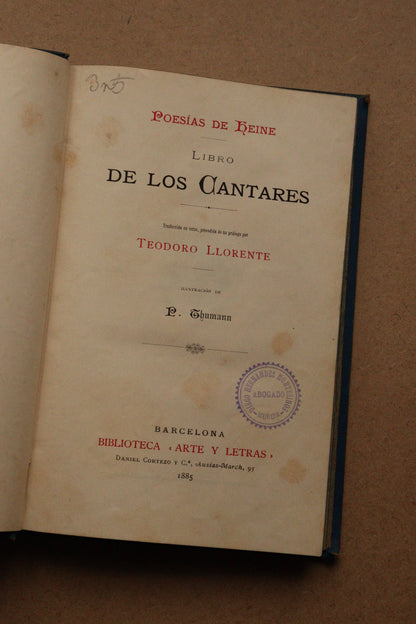 POESÍAS DE HEINE
LIBRO
DE LOS CANTARES
Traducción en verso, precedida de un prólogo por
TEODORO LLORENTE
ILUSTRACIÓN DE
P. Thumann
ABOGADO
BARCELONA
BIBLIOTECA «ARTE Y LETRAS»
DANIEL CORTEZO Y C.ª, Ausias-March, 95
1885